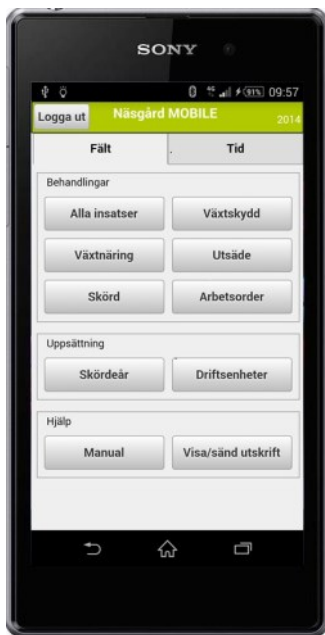 SONY
91% 09:57
Logga ut Näsgård MOBILE 2014
Fält Tid
Behandlingar
Alla insatser Växtskydd
Växtnäring Utsäde
Skörd Arbetsorder
Uppsättning
Skördeår Driftsenheter
Hjälp
Manual Visa/sänd utskrift